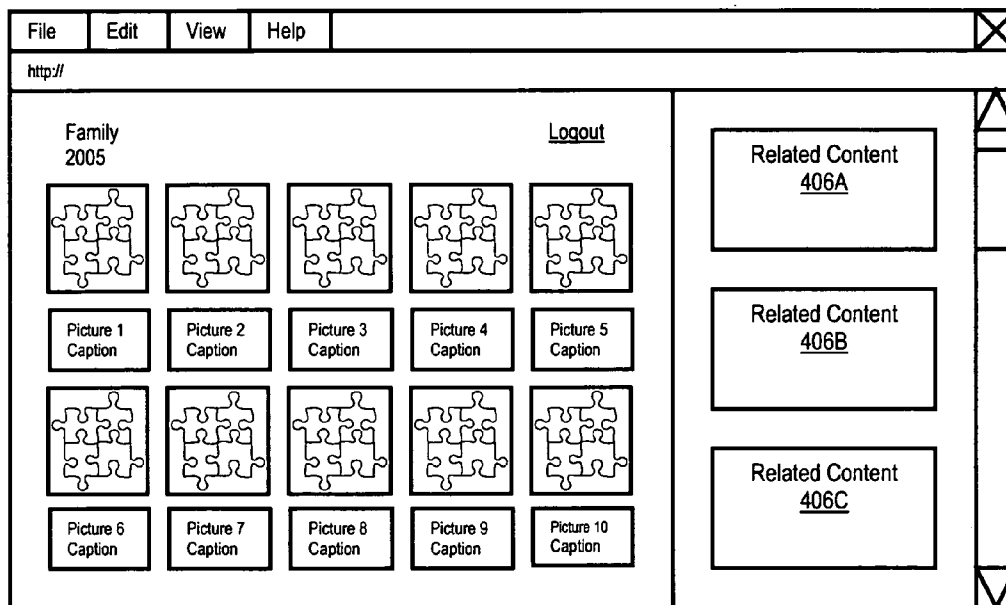 File Edit View Help
http://
Family
2005
Logout
Picture 1
Caption
Picture 2
Caption
Picture 3
Caption
Picture 4
Caption
Picture 5
Caption
Picture 6
Caption
Picture 7
Caption
Picture 8
Caption
Picture 9
Caption
Picture 10
Caption
Related Content
406A
Related Content
406B
Related Content
406C